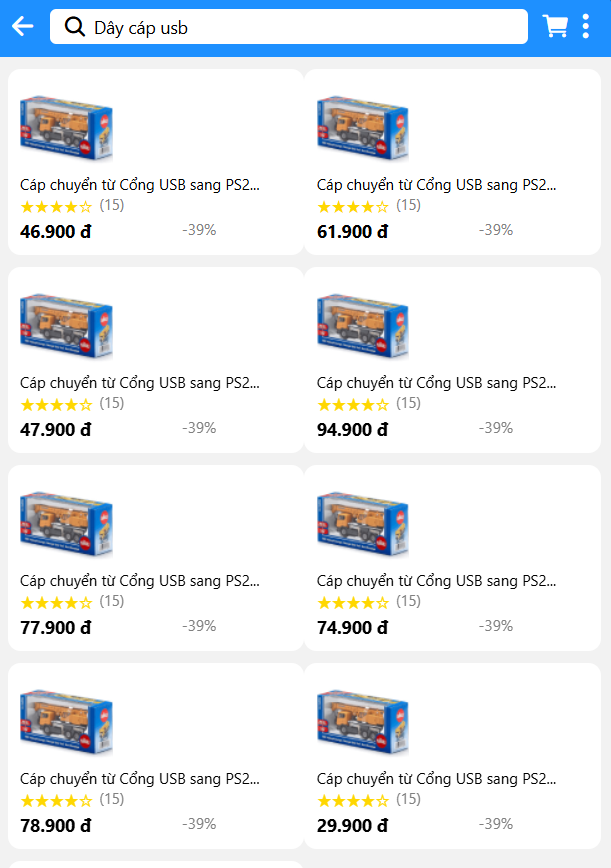 Dây cáp usb
Cáp chuyển từ Cổng USB sang PS2...
(15)
46.900 đ
-39%
Cáp chuyển từ Cổng USB sang PS2...
(15)
61.900 đ
-39%
Cáp chuyển từ Cổng USB sang PS2...
(15)
47.900 đ
-39%
Cáp chuyển từ Cổng USB sang PS2...
(15)
94.900 đ
-39%
Cáp chuyển từ Cổng USB sang PS2...
(15)
77.900 đ
-39%
Cáp chuyển từ Cổng USB sang PS2...
(15)
74.900 đ
-39%
Cáp chuyển từ Cổng USB sang PS2...
(15)
78.900 đ
-39%
Cáp chuyển từ Cổng USB sang PS2...
(15)
29.900 đ
-39%